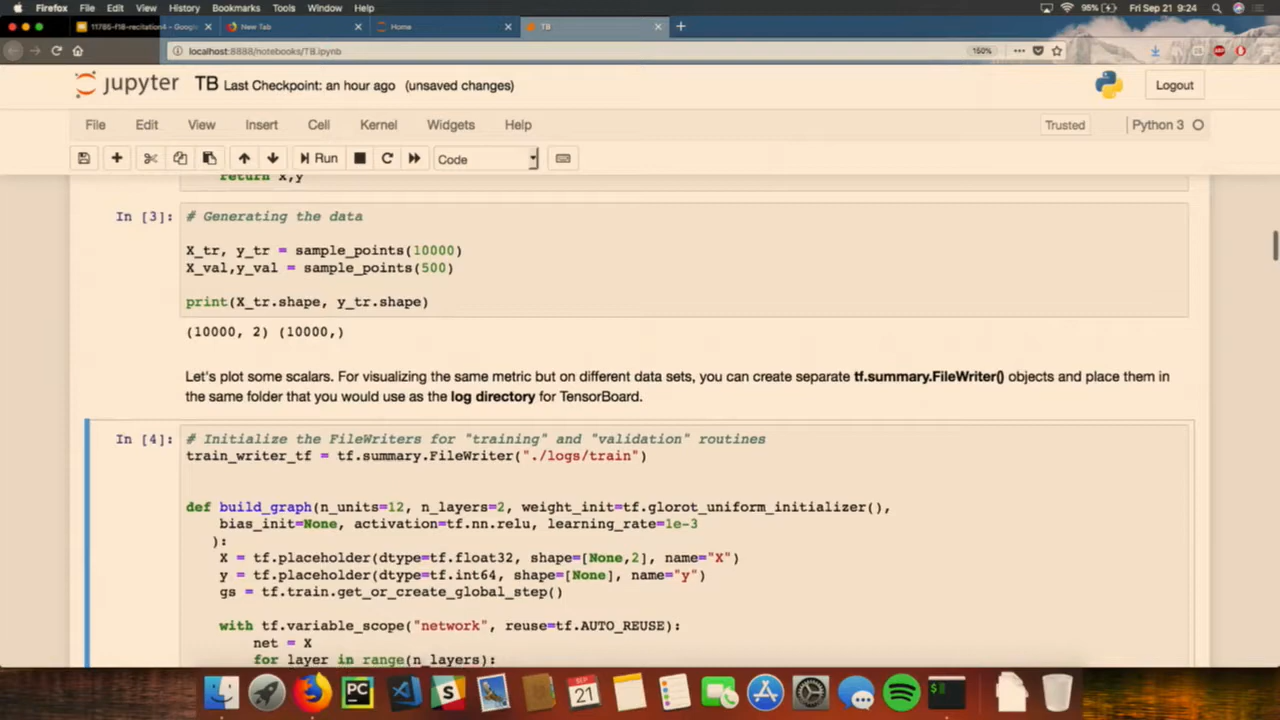 Firefox File Edit View History Bookmarks Tools Window Help 95% Fri Sep 21 9:24
11785-f18-recitation4 – Google New Tab Home TB
localhost:8888/notebooks/TB.ipynb 150%
jupyter TB Last Checkpoint: an hour ago (unsaved changes) Logout
File Edit View Insert Cell Kernel Widgets Help Trusted Python 3
Run Code
return x,y
In [3]: # Generating the data
X_tr, y_tr = sample_points(10000)
X_val,y_val = sample_points(500)
print(X_tr.shape, y_tr.shape)
(10000, 2) (10000,)
Let's plot some scalars. For visualizing the same metric but on different data sets, you can create separate tf.summary.FileWriter() objects and place them in
the same folder that you would use as the log directory for TensorBoard.
In [4]: # Initialize the FileWriters for "training" and "validation" routines
train_writer_tf = tf.summary.FileWriter("./logs/train")
def build_graph(n_units=12, n_layers=2, weight_init=tf.glorot_uniform_initializer(),
bias_init=None, activation=tf.nn.relu, learning_rate=1e-3
):
X = tf.placeholder(dtype=tf.float32, shape=[None,2], name="X")
y = tf.placeholder(dtype=tf.int64, shape=[None], name="y")
gs = tf.train.get_or_create_global_step()
with tf.variable_scope("network", reuse=tf.AUTO_REUSE):
net = X
for layer in range(n_layers):